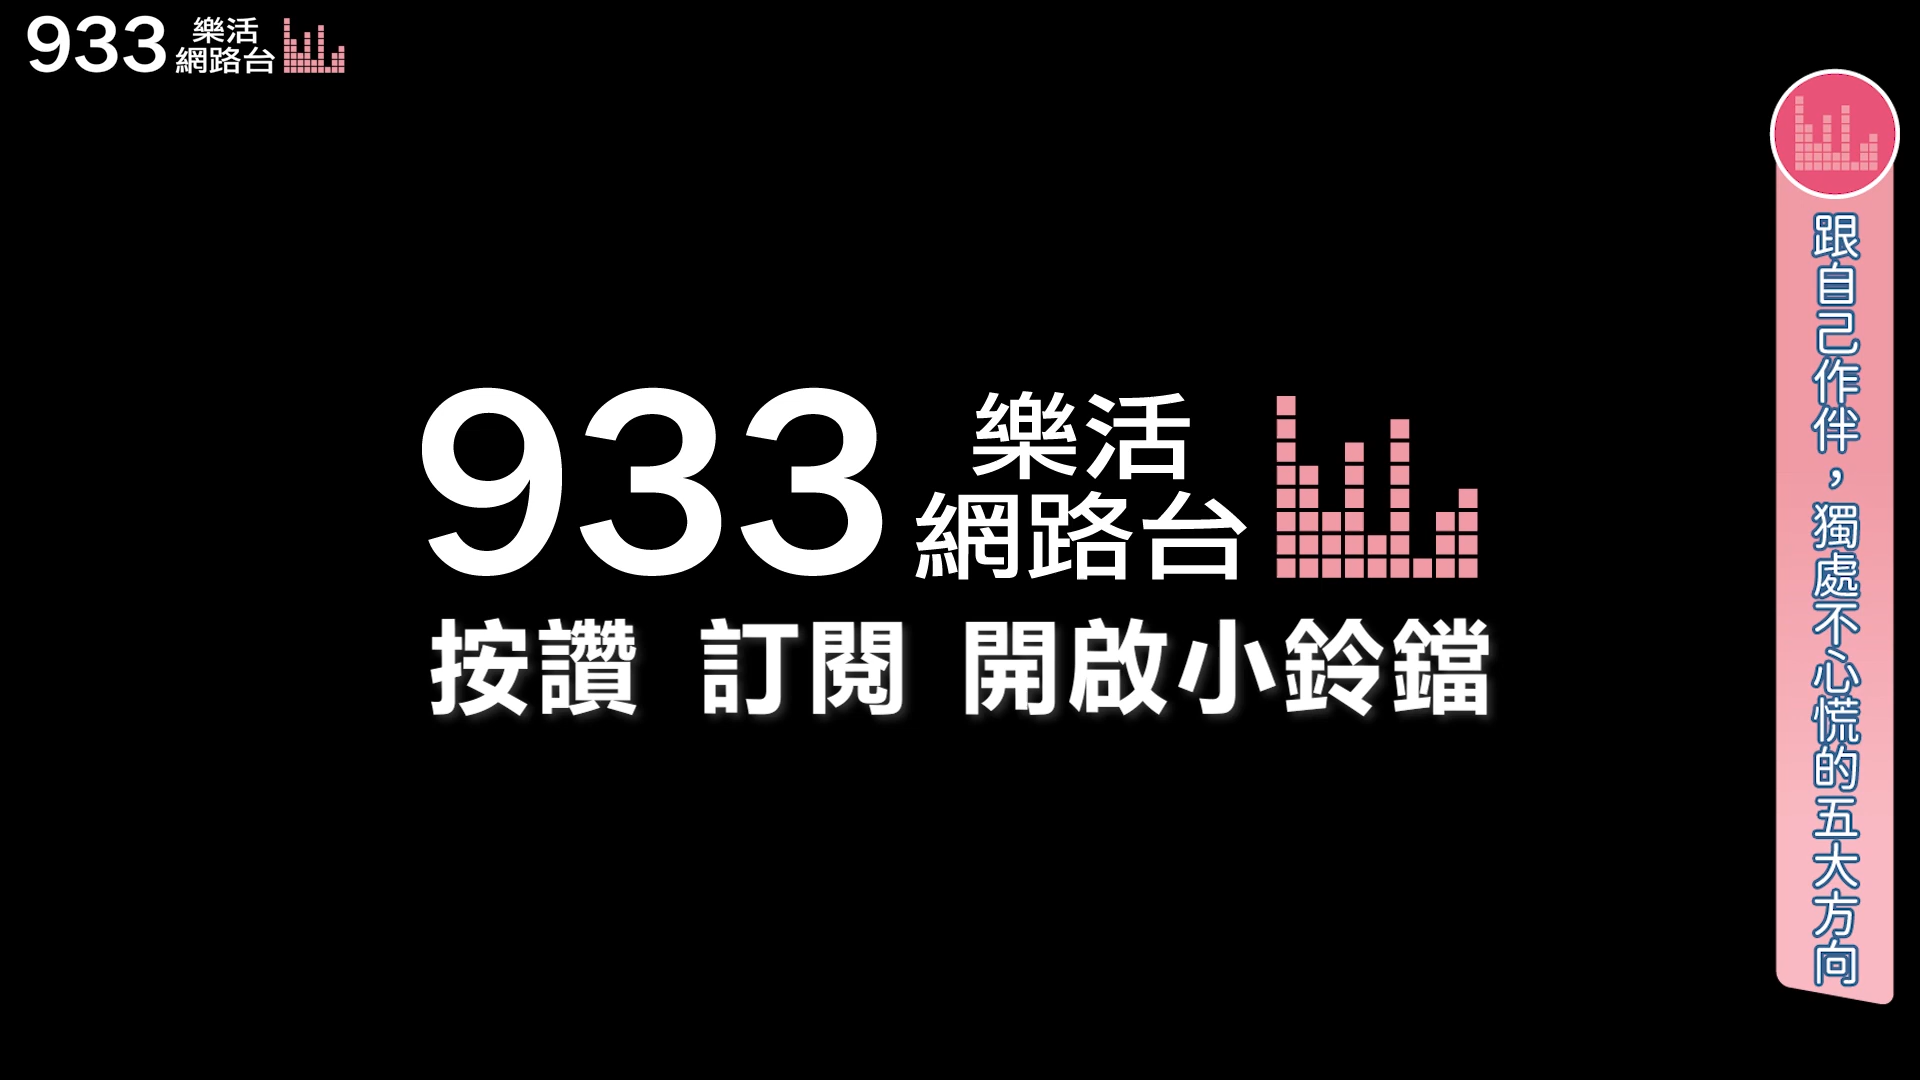 933 樂活
網路台
933 樂活
網路台
按讚 訂閱 開啟小鈴鐺
跟自己作伴，獨處不心慌的五大方向